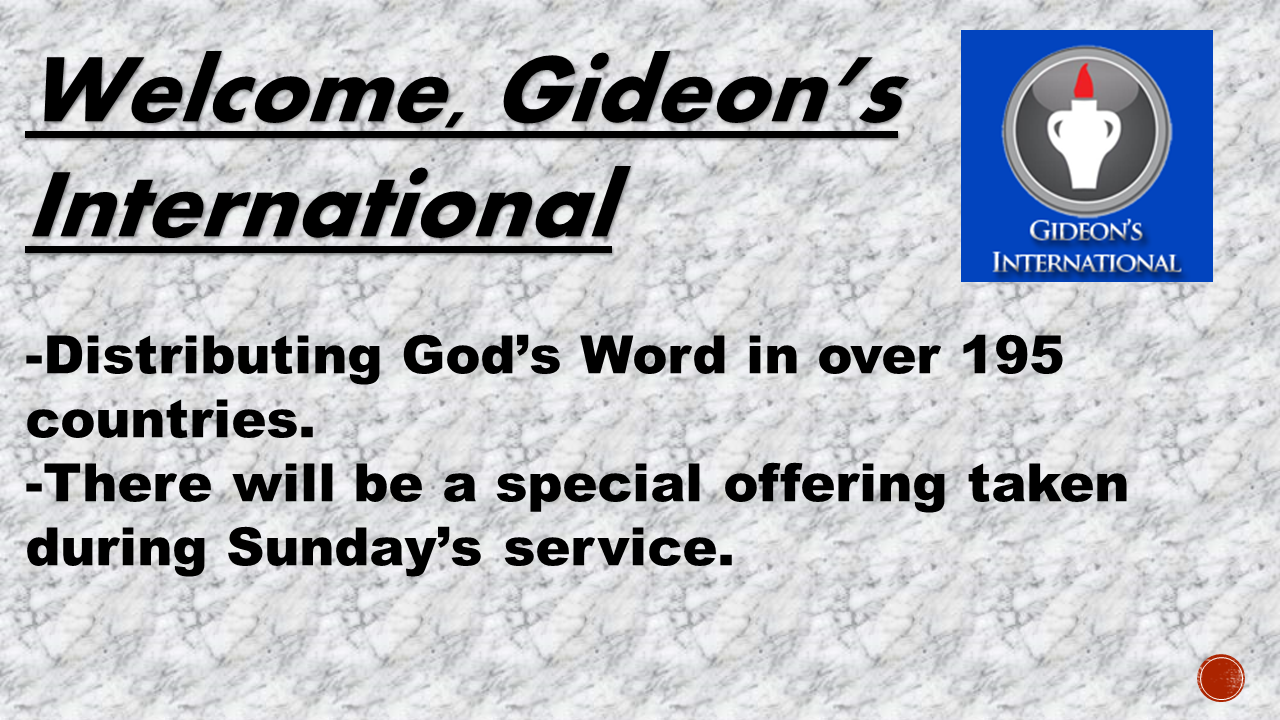 Welcome, Gideon’s
International
GIDEON'S
INTERNATIONAL
-Distributing God’s Word in over 195
countries.
-There will be a special offering taken
during Sunday’s service.